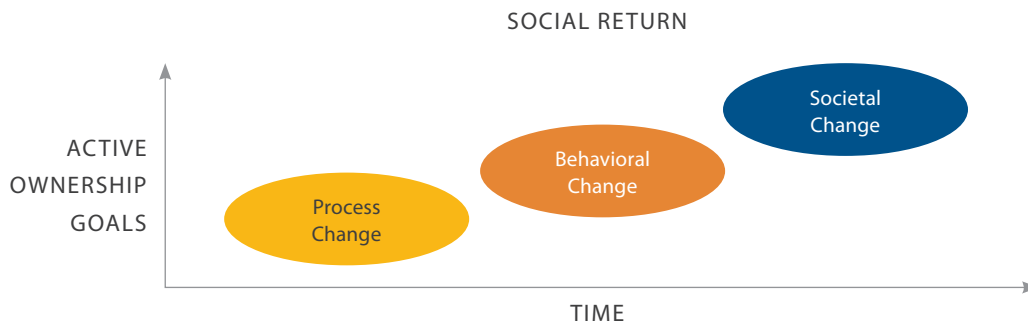 SOCIAL RETURN
ACTIVE
OWNERSHIP
GOALS
Process
Change
Behavioral
Change
Societal
Change
TIME